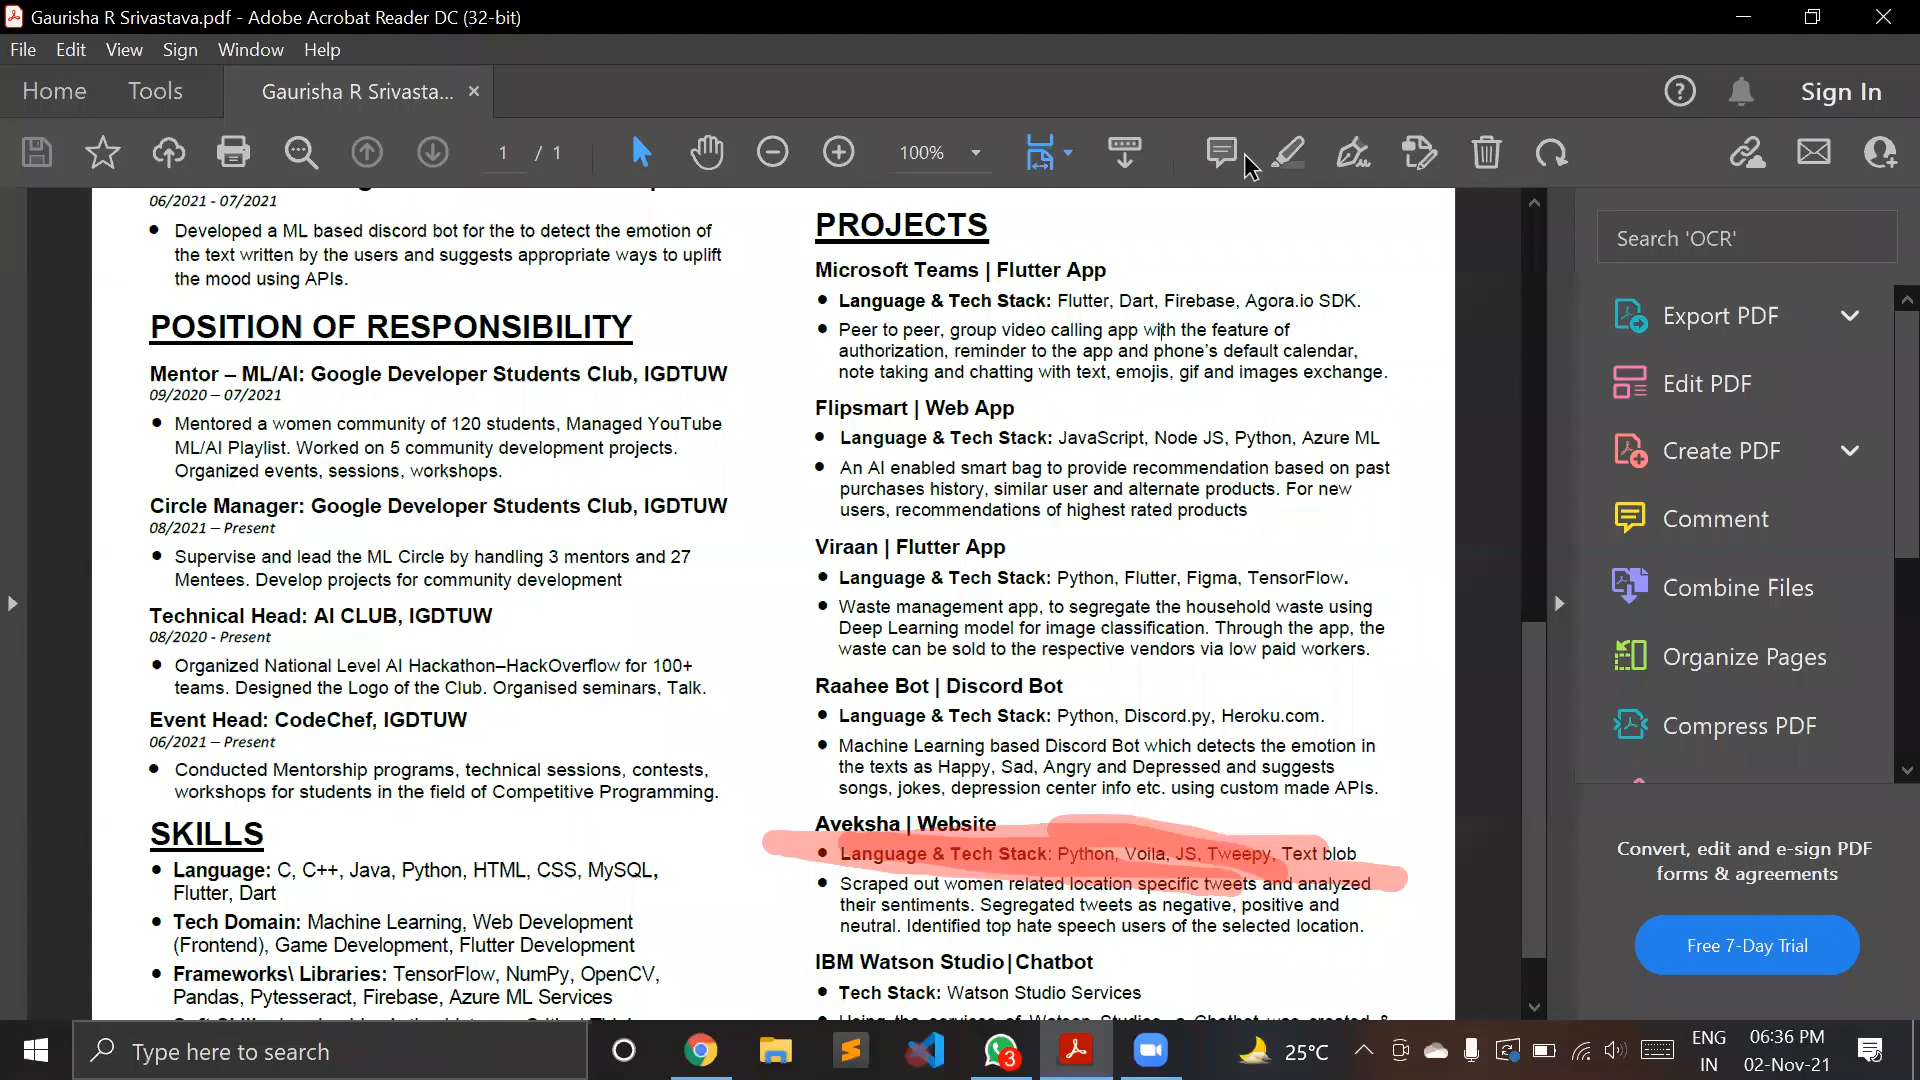 Gaurisha R Srivastava.pdf - Adobe Acrobat Reader DC (32-bit)
File Edit View Sign Window Help
Home Tools Gaurisha R Srivasta... × Sign In
1 / 1 100%
06/2021 - 07/2021
• Developed a ML based discord bot for the to detect the emotion of
the text written by the users and suggests appropriate ways to uplift
the mood using APIs.
POSITION OF RESPONSIBILITY
Mentor – ML/AI: Google Developer Students Club, IGDTUW
09/2020 – 07/2021
• Mentored a women community of 120 students, Managed YouTube
ML/AI Playlist. Worked on 5 community development projects.
Organized events, sessions, workshops.
Circle Manager: Google Developer Students Club, IGDTUW
08/2021 – Present
• Supervise and lead the ML Circle by handling 3 mentors and 27
Mentees. Develop projects for community development
Technical Head: AI CLUB, IGDTUW
08/2020 - Present
• Organized National Level AI Hackathon–HackOverflow for 100+
teams. Designed the Logo of the Club. Organised seminars, Talk.
Event Head: CodeChef, IGDTUW
06/2021 – Present
• Conducted Mentorship programs, technical sessions, contests,
workshops for students in the field of Competitive Programming.
SKILLS
• Language: C, C++, Java, Python, HTML, CSS, MySQL,
Flutter, Dart
• Tech Domain: Machine Learning, Web Development
(Frontend), Game Development, Flutter Development
• Frameworks\ Libraries: TensorFlow, NumPy, OpenCV,
Pandas, Pytesseract, Firebase, Azure ML Services
PROJECTS
Microsoft Teams | Flutter App
• Language & Tech Stack: Flutter, Dart, Firebase, Agora.io SDK.
• Peer to peer, group video calling app with the feature of
authorization, reminder to the app and phone's default calendar,
note taking and chatting with text, emojis, gif and images exchange.
Flipsmart | Web App
• Language & Tech Stack: JavaScript, Node JS, Python, Azure ML
• An AI enabled smart bag to provide recommendation based on past
purchases history, similar user and alternate products. For new
users, recommendations of highest rated products
Viraan | Flutter App
• Language & Tech Stack: Python, Flutter, Figma, TensorFlow.
• Waste management app, to segregate the household waste using
Deep Learning model for image classification. Through the app, the
waste can be sold to the respective vendors via low paid workers.
Raahee Bot | Discord Bot
• Language & Tech Stack: Python, Discord.py, Heroku.com.
• Machine Learning based Discord Bot which detects the emotion in
the texts as Happy, Sad, Angry and Depressed and suggests
songs, jokes, depression center info etc. using custom made APIs.
Aveksha | Website
• Language & Tech Stack: Python, Voila, JS, Tweepy, Text blob
• Scraped out women related location specific tweets and analyzed
their sentiments. Segregated tweets as negative, positive and
neutral. Identified top hate speech users of the selected location.
IBM Watson Studio | Chatbot
• Tech Stack: Watson Studio Services
Search 'OCR'
Export PDF
Edit PDF
Create PDF
Comment
Combine Files
Organize Pages
Compress PDF
Convert, edit and e-sign PDF
forms & agreements
Free 7-Day Trial
Type here to search
3
25°C
ENG
IN
06:36 PM
02-Nov-21